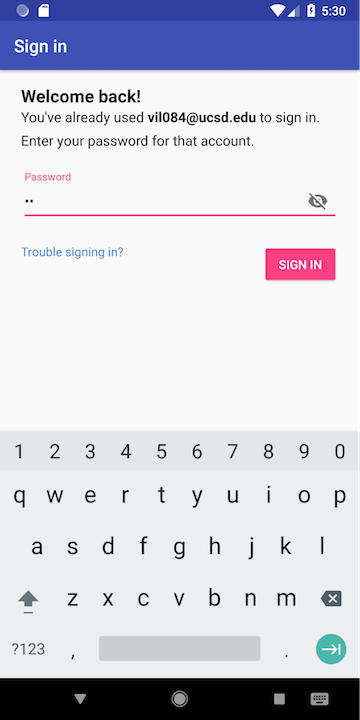 5:30
Sign in
Welcome back!
You've already used vil084@ucsd.edu to sign in.
Enter your password for that account.
Password
••
Trouble signing in?
SIGN IN
1 2 3 4 5 6 7 8 9 0
q w e r t y u i o p
a s d f g h j k l
z x c v b n m
?123 , .